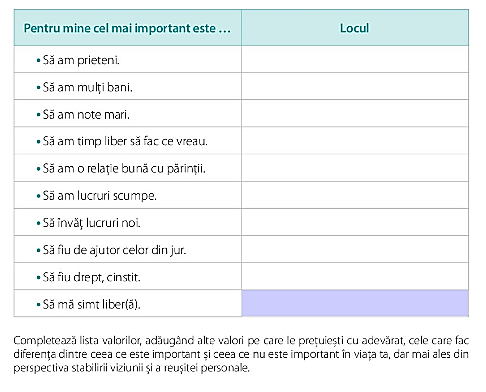 Pentru mine cel mai important este ...
Locul
• Să am prieteni.
• Să am mulți bani.
• Să am note mari.
• Să am timp liber să fac ce vreau.
• Să am o relație bună cu părinții.
• Să am lucruri scumpe.
• Să învăț lucruri noi.
• Să fiu de ajutor celor din jur.
• Să fiu drept, cinstit.
• Să mă simt liber(ă).
Completează lista valorilor, adăugând alte valori pe care le prețuiești cu adevărat, cele care fac
diferența dintre ceea ce este important și ceea ce nu este important în viața ta, dar mai ales din
perspectiva stabilirii viziunii și a reușitei personale.